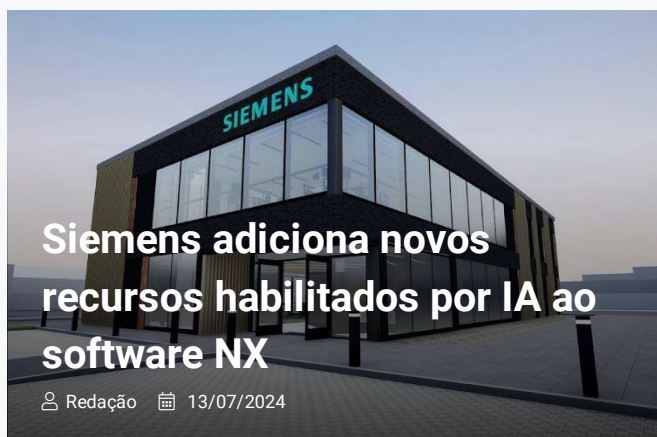 SIEMENS
Siemens adiciona novos
recursos habilitados por IA ao
software NX
Redação 13/07/2024